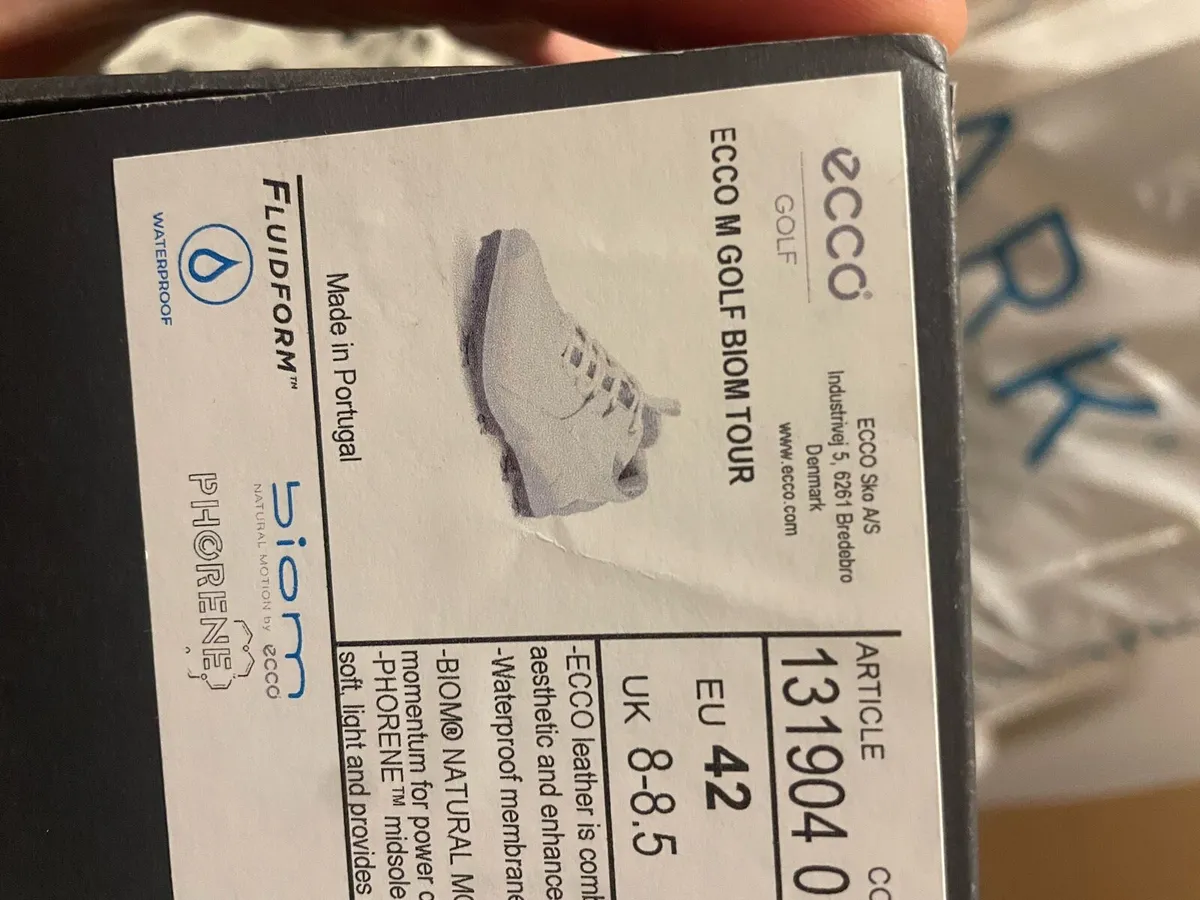 ecco
GOLF
ECCO Sko A/S
Industrivej 5, 6261 Bredebro
Denmark
www.ecco.com
ECCO M GOLF BIOM TOUR
Made in Portugal
FLUIDFORM™
WATERPROOF
biom
NATURAL MOTION by ecco
PHORENE
ARTICLE
131904 0
EU 42
UK 8-8.5
-ECCO leather is
aesthetic and enhance
-Waterproof membrane
-BIOM® NATURAL
momentum for power
-PHORENE™ midsole
soft, light and provides
ARK